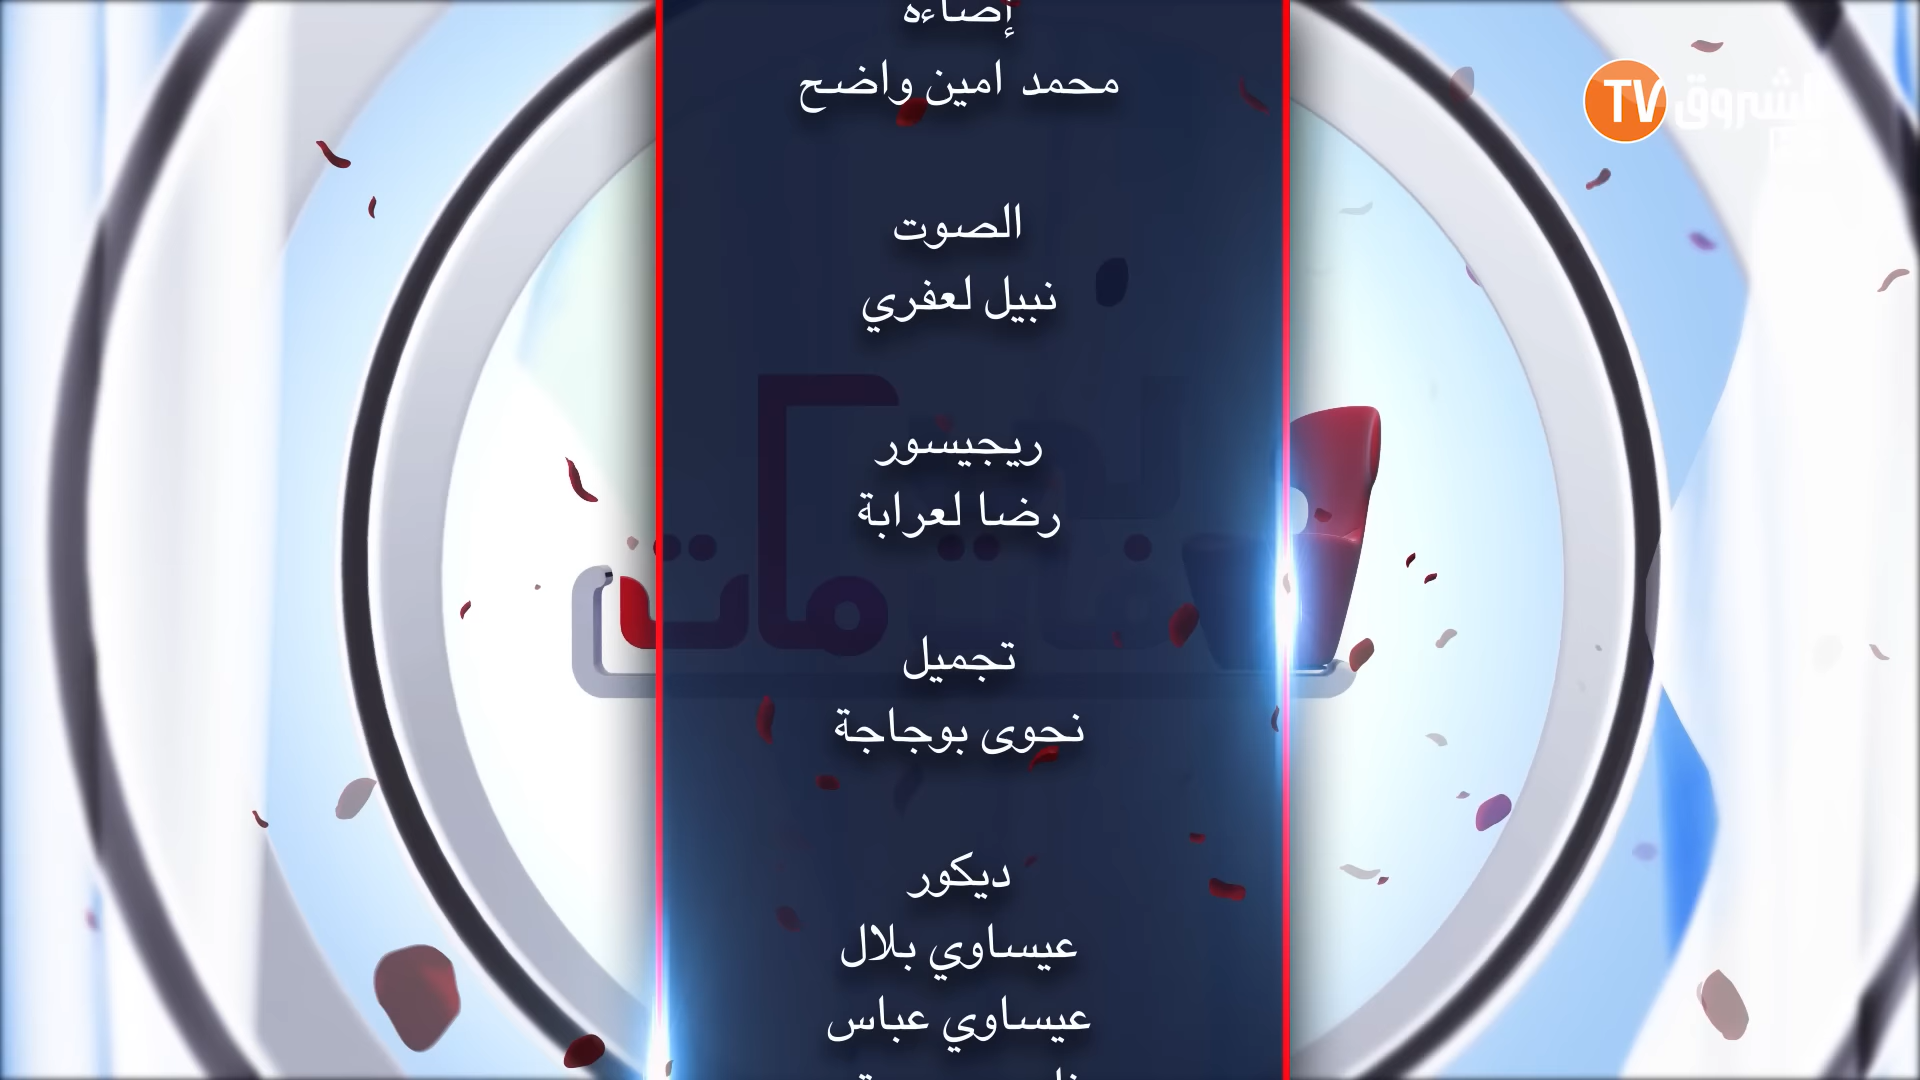 إضاءه
محمد امين واضح
الصوت
نبيل لعفري
ريجيسور
رضا لعرابة
تجميل
نحوى بوجاجة
ديكور
عيساوي بلال
عيساوي عباس
TV الشروق